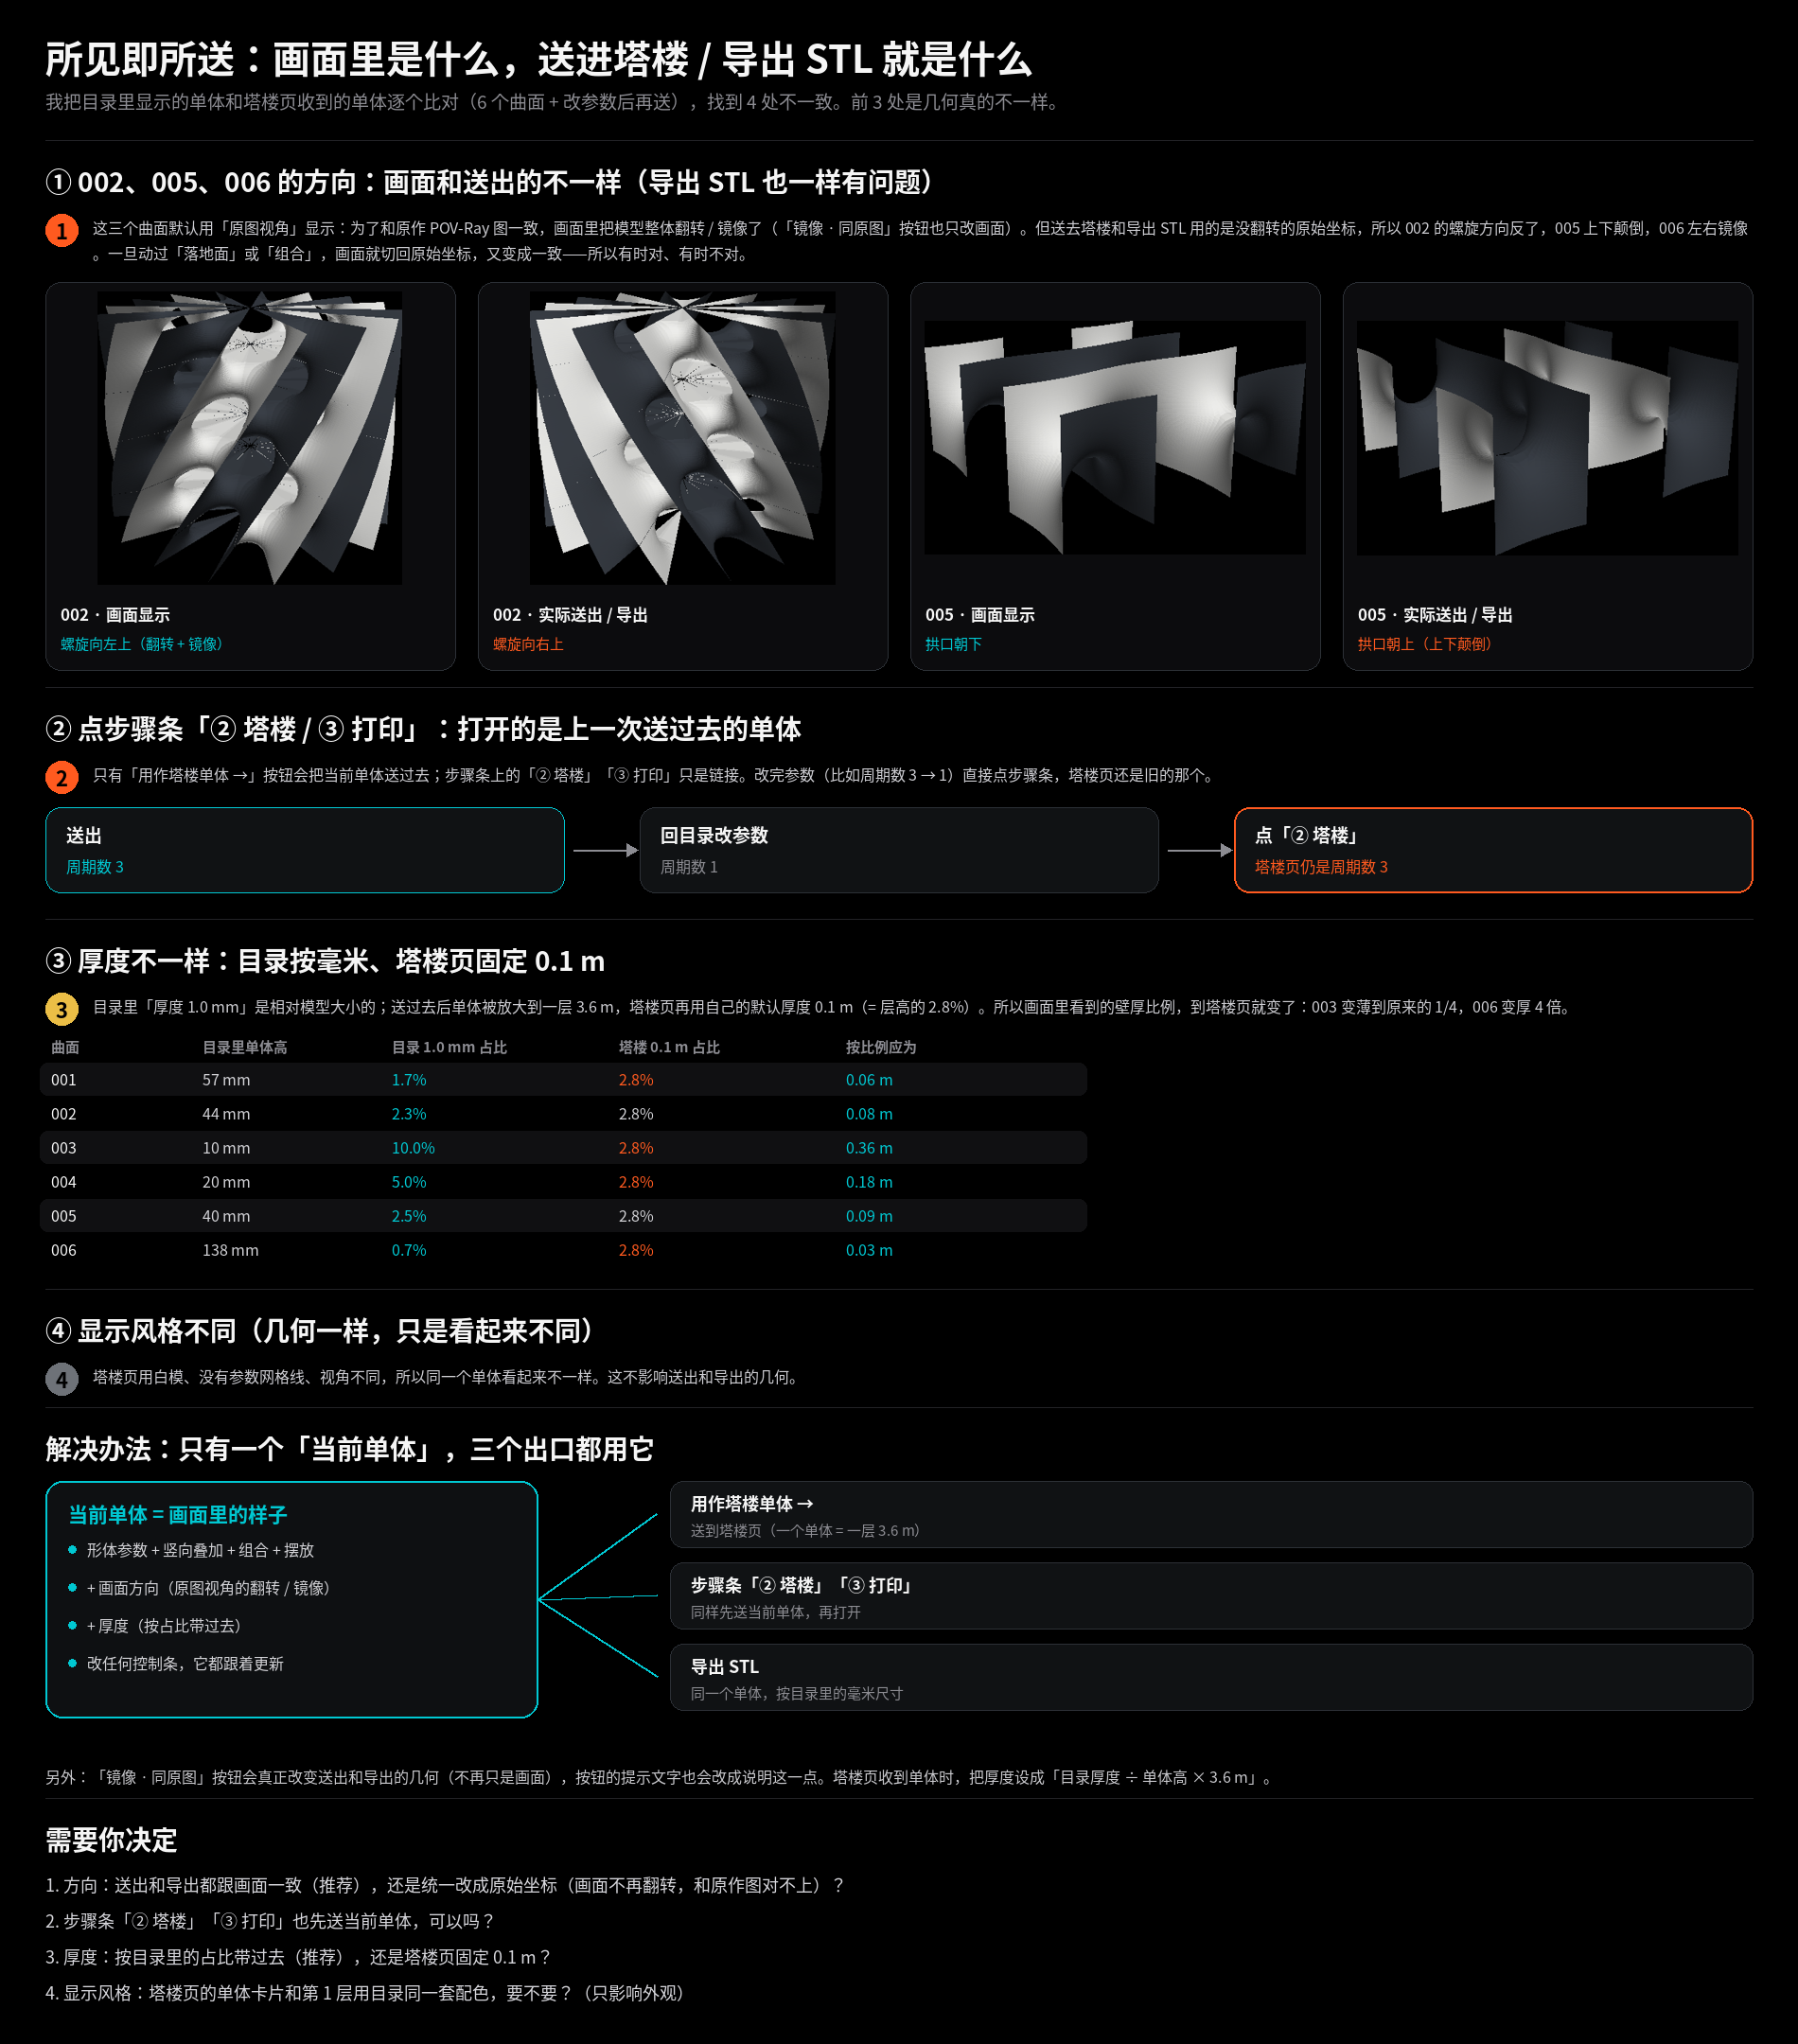 所见即所送：画面里是什么，送进塔楼 / 导出 STL 就是什么
我把目录里显示的单体和塔楼页收到的单体逐个比对（6 个曲面 + 改参数后再送），找到 4 处不一致。前 3 处是几何真的不一样。
① 002、005、006 的方向：画面和送出的不一样（导出 STL 也一样有问题）
1
这三个曲面默认用「原图视角」显示：为了和原作 POV-Ray 图一致，画面里把模型整体翻转 / 镜像了（「镜像 · 同原图」按钮也只改画面）。但送去塔楼和导出 STL 用的是没翻转的原始坐标，所以 002 的螺旋方向反了，005 上下颠倒，006 左右镜像
。一旦动过「落地面」或「组合」，画面就切回原始坐标，又变成一致——所以有时对、有时不对。
002 · 画面显示
螺旋向左上（翻转 + 镜像）
002 · 实际送出 / 导出
螺旋向右上
005 · 画面显示
拱口朝下
005 · 实际送出 / 导出
拱口朝上（上下颠倒）
② 点步骤条「② 塔楼 / ③ 打印」：打开的是上一次送过去的单体
2
只有「用作塔楼单体 →」按钮会把当前单体送过去；步骤条上的「② 塔楼」「③ 打印」只是链接。改完参数（比如周期数 3 → 1）直接点步骤条，塔楼页还是旧的那个。
送出
周期数 3
回目录改参数
周期数 1
点「② 塔楼」
塔楼页仍是周期数 3
③ 厚度不一样：目录按毫米、塔楼页固定 0.1 m
3
目录里「厚度 1.0 mm」是相对模型大小的；送过去后单体被放大到一层 3.6 m，塔楼页再用自己的默认厚度 0.1 m（= 层高的 2.8%）。所以画面里看到的壁厚比例，到塔楼页就变了：003 变薄到原来的 1/4，006 变厚 4 倍。
曲面 目录里单体高 目录 1.0 mm 占比 塔楼 0.1 m 占比 按比例应为
001 57 mm 1.7% 2.8% 0.06 m
002 44 mm 2.3% 2.8% 0.08 m
003 10 mm 10.0% 2.8% 0.36 m
004 20 mm 5.0% 2.8% 0.18 m
005 40 mm 2.5% 2.8% 0.09 m
006 138 mm 0.7% 2.8% 0.03 m
④ 显示风格不同（几何一样，只是看起来不同）
4
塔楼页用白模、没有参数网格线、视角不同，所以同一个单体看起来不一样。这不影响送出和导出的几何。
解决办法：只有一个「当前单体」，三个出口都用它
当前单体 = 画面里的样子
形体参数 + 竖向叠加 + 组合 + 摆放
+ 画面方向（原图视角的翻转 / 镜像）
+ 厚度（按占比带过去）
改任何控制条，它都跟着更新
用作塔楼单体 →
送到塔楼页（一个单体 = 一层 3.6 m）
步骤条「② 塔楼」「③ 打印」
同样先送当前单体，再打开
导出 STL
同一个单体，按目录里的毫米尺寸
另外：「镜像 · 同原图」按钮会真正改变送出和导出的几何（不再只是画面），按钮的提示文字也会改成说明这一点。塔楼页收到单体时，把厚度设成「目录厚度 ÷ 单体高 × 3.6 m」。
需要你决定
1. 方向：送出和导出都跟画面一致（推荐），还是统一改成原始坐标（画面不再翻转，和原作图对不上）？
2. 步骤条「② 塔楼」「③ 打印」也先送当前单体，可以吗？
3. 厚度：按目录里的占比带过去（推荐），还是塔楼页固定 0.1 m？
4. 显示风格：塔楼页的单体卡片和第 1 层用目录同一套配色，要不要？（只影响外观）